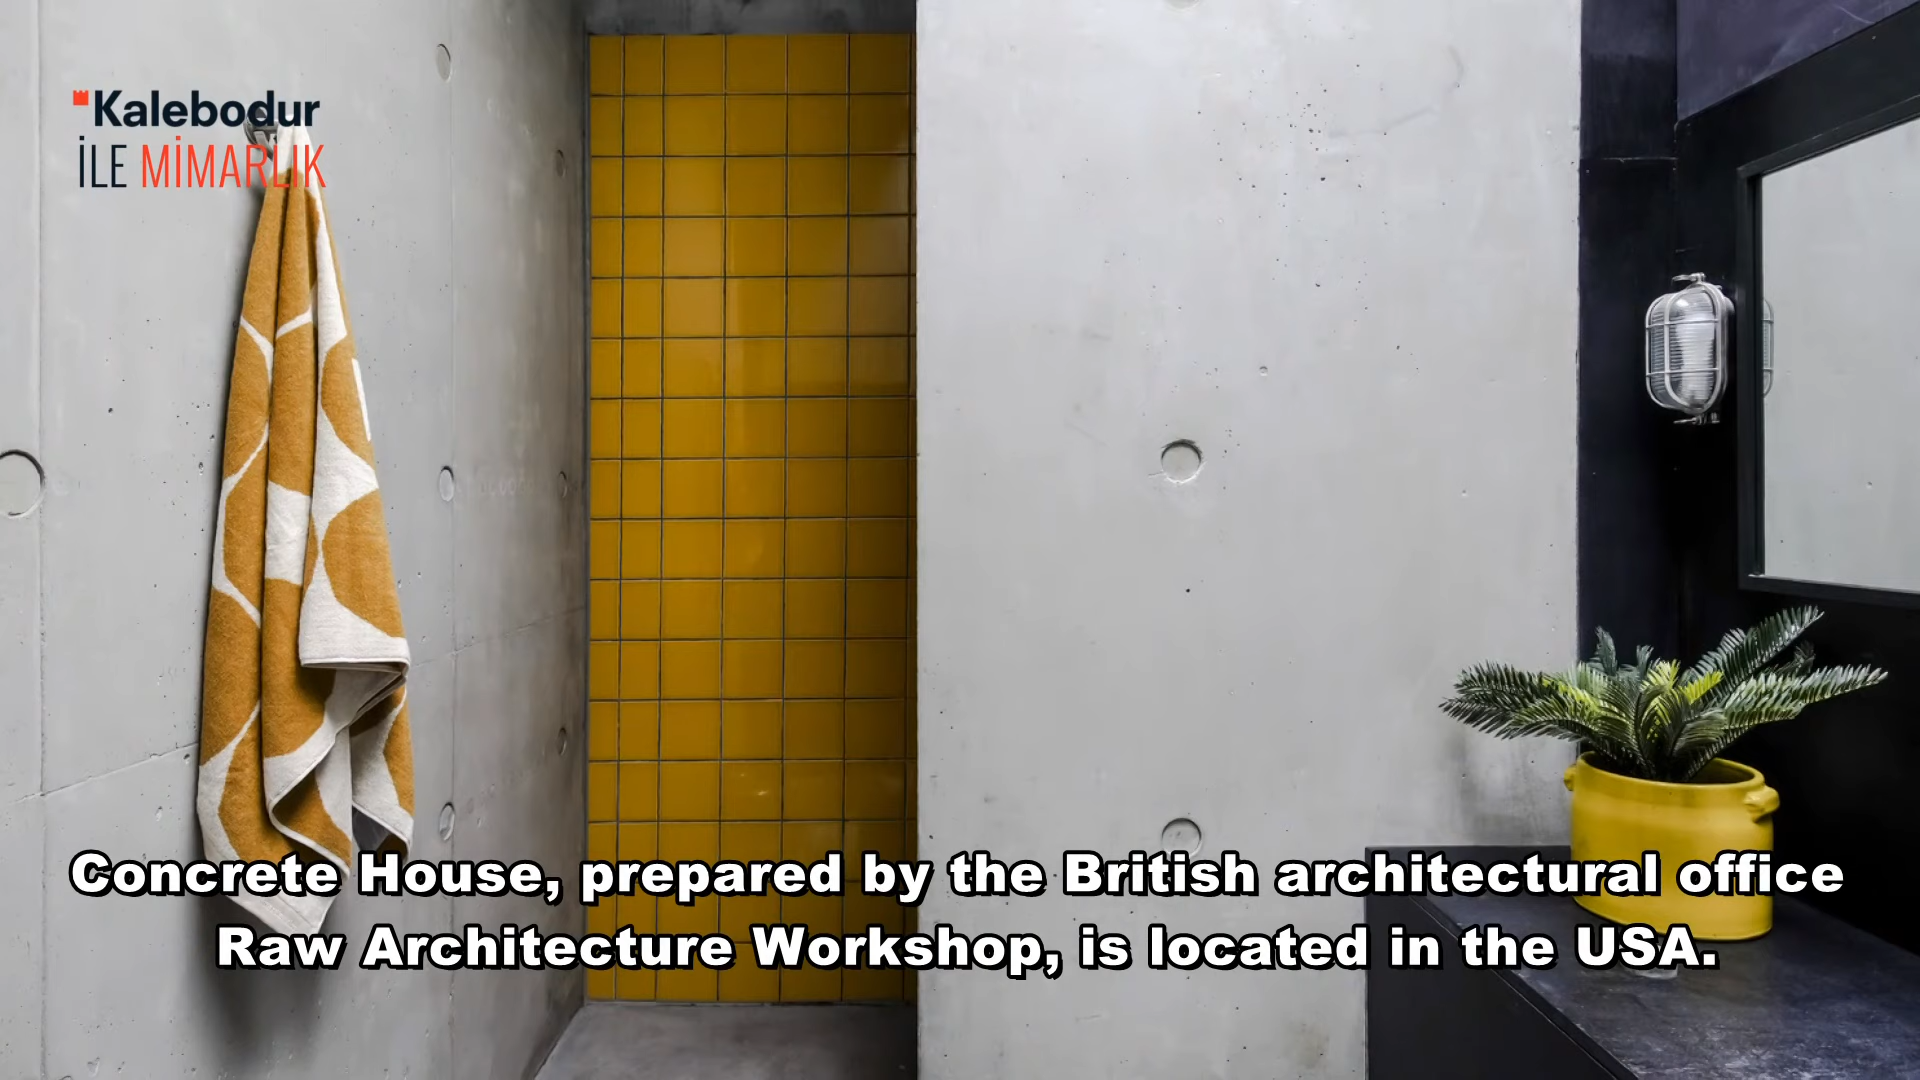 Kalebodur
İLE MİMARLIK
Concrete House, prepared by the British architectural office
Raw Architecture Workshop, is located in the USA.